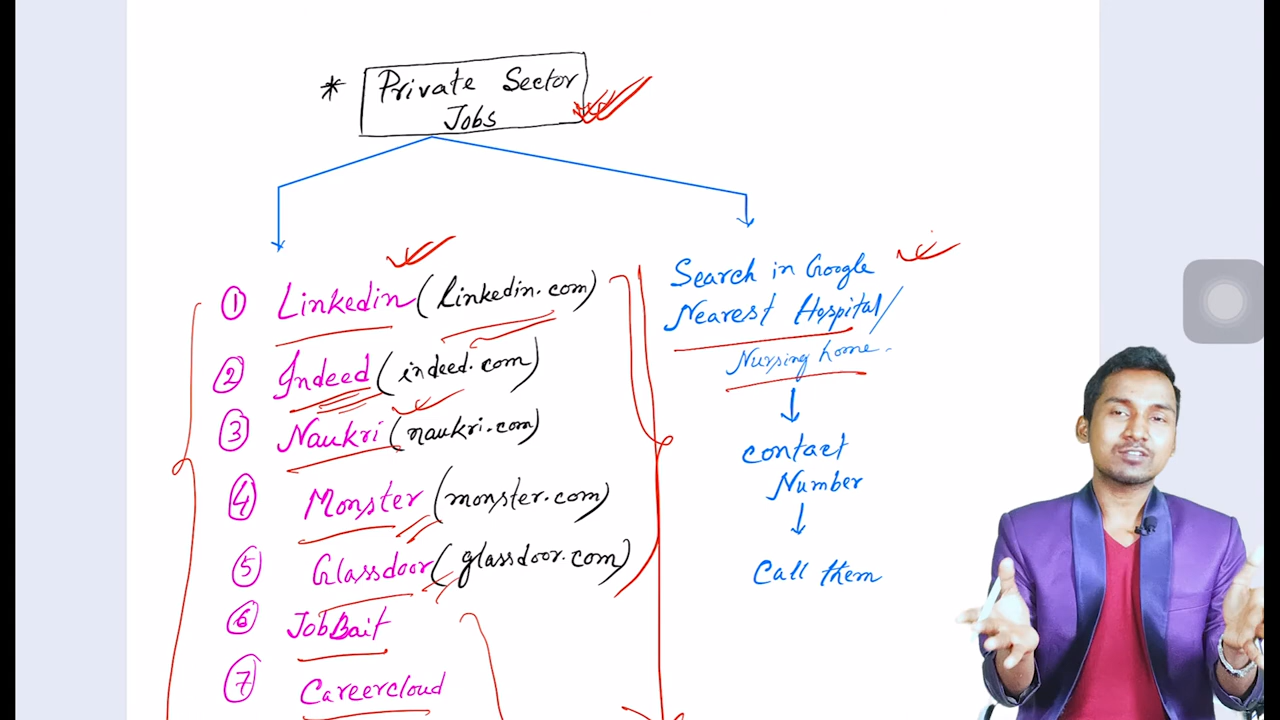 * Private Sector
Jobs
① Linkedin (linkedin.com)
② Indeed (indeed.com)
③ Naukri (naukri.com)
④ Monster (monster.com)
⑤ Glassdoor (glassdoor.com)
⑥ JobBait
⑦ Careercloud
Search in Google
Nearest Hospital/
Nursing home.
contact
Number
Call them